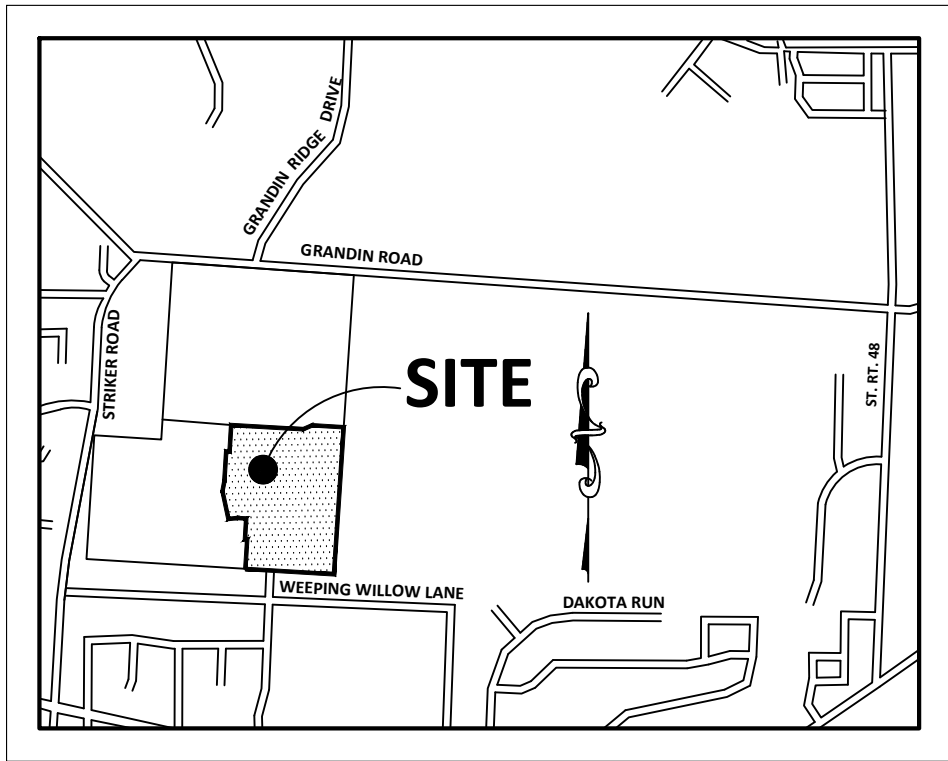 GRANDIN RIDGE DRIVE
GRANDIN ROAD
STRIKER ROAD
SITE
ST. RT. 48
WEEPING WILLOW LANE
DAKOTA RUN